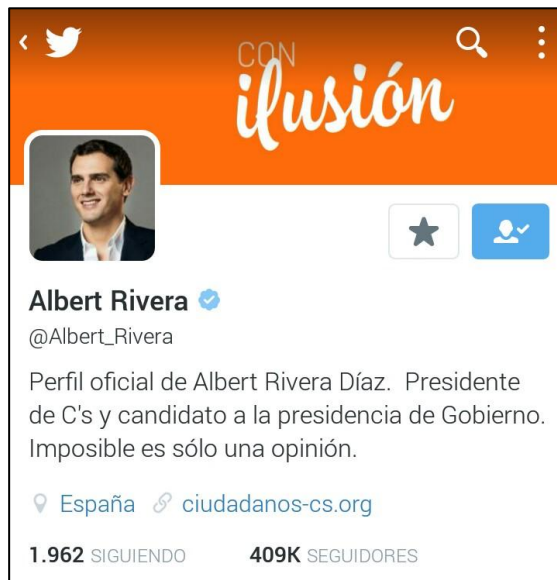 CON
ilusión
Albert Rivera
@Albert_Rivera
Perfil oficial de Albert Rivera Díaz. Presidente
de C's y candidato a la presidencia de Gobierno.
Imposible es sólo una opinión.
España ciudadanos-cs.org
1.962 SIGUIENDO 409K SEGUIDORES